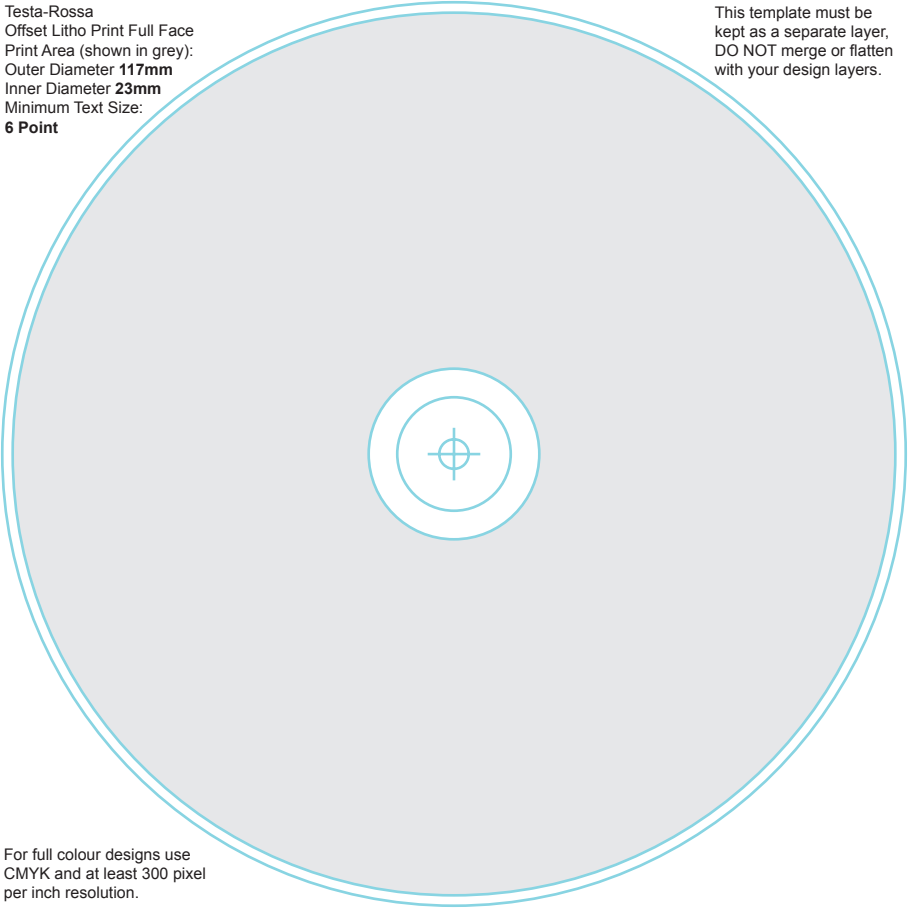 Testa-Rossa
Offset Litho Print Full Face
Print Area (shown in grey):
Outer Diameter 117mm
Inner Diameter 23mm
Minimum Text Size:
6 Point
This template must be
kept as a separate layer,
DO NOT merge or flatten
with your design layers.
For full colour designs use
CMYK and at least 300 pixel
per inch resolution.